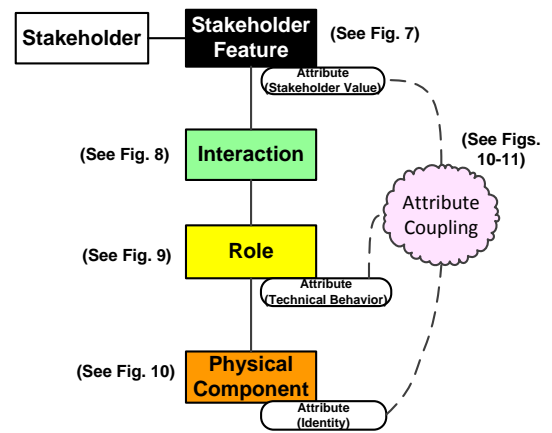 Stakeholder
Stakeholder
Feature
(See Fig. 7)
Attribute
(Stakeholder Value)
(See Fig. 8)
Interaction
(See Figs.
10-11)
Attribute
Coupling
(See Fig. 9)
Role
Attribute
(Technical Behavior)
(See Fig. 10)
Physical
Component
Attribute
(Identity)